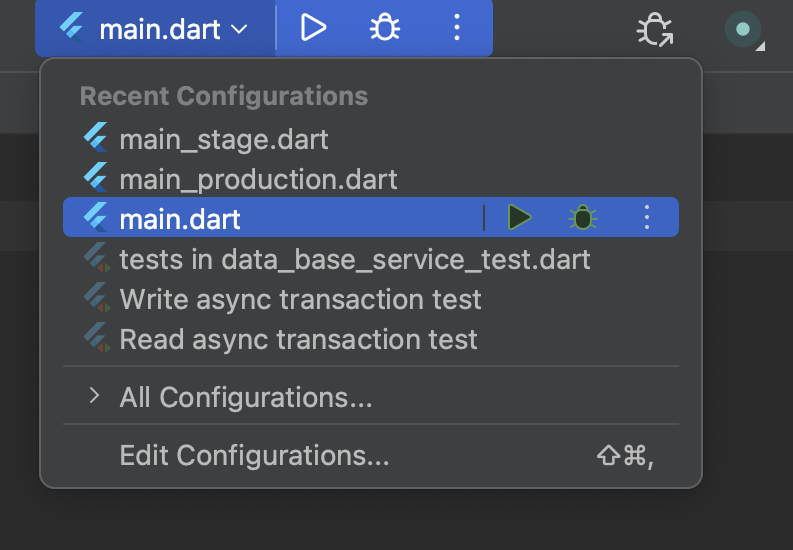 main.dart
Recent Configurations
main_stage.dart
main_production.dart
main.dart
tests in data_base_service_test.dart
Write async transaction test
Read async transaction test
All Configurations...
Edit Configurations... ⇧⌘,